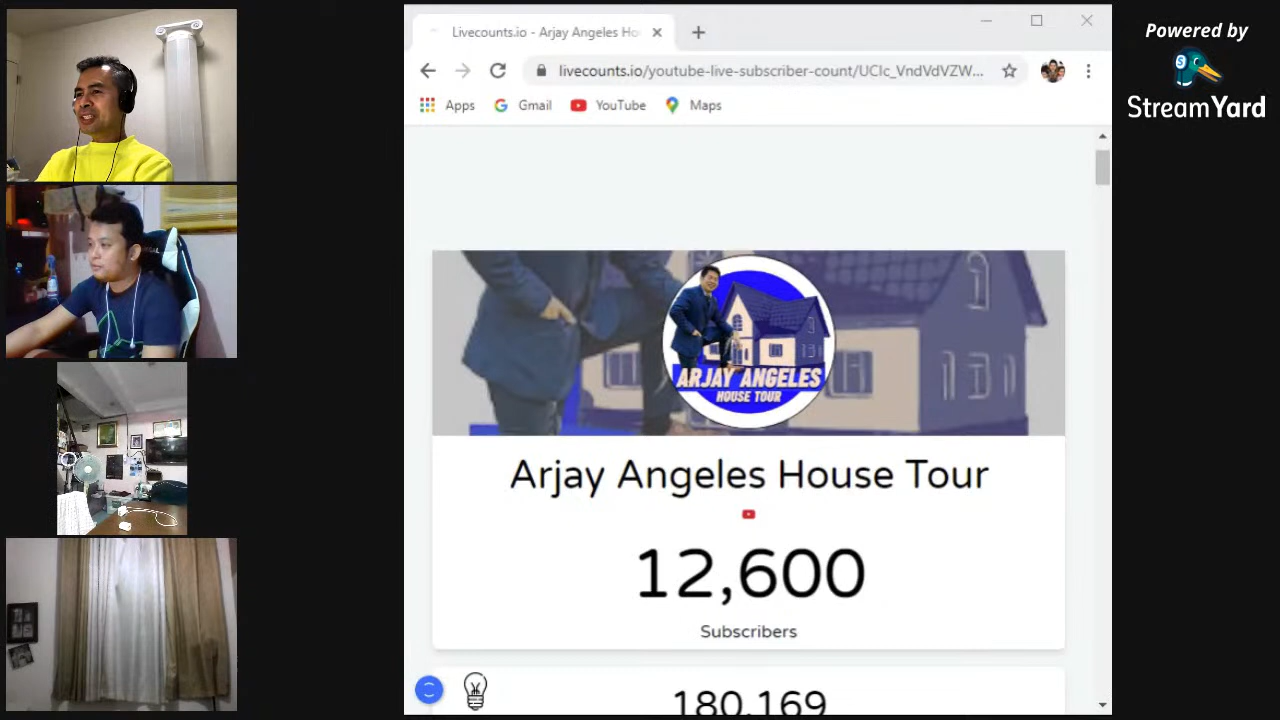 Livecounts.io - Arjay Angeles Ho
livecounts.io/youtube-live-subscriber-count/UCIc_VndVdVZW...
Apps Gmail YouTube Maps
Powered by
StreamYard
ARJAY ANGELES
HOUSE TOUR
Arjay Angeles House Tour
12,600
Subscribers
180,169